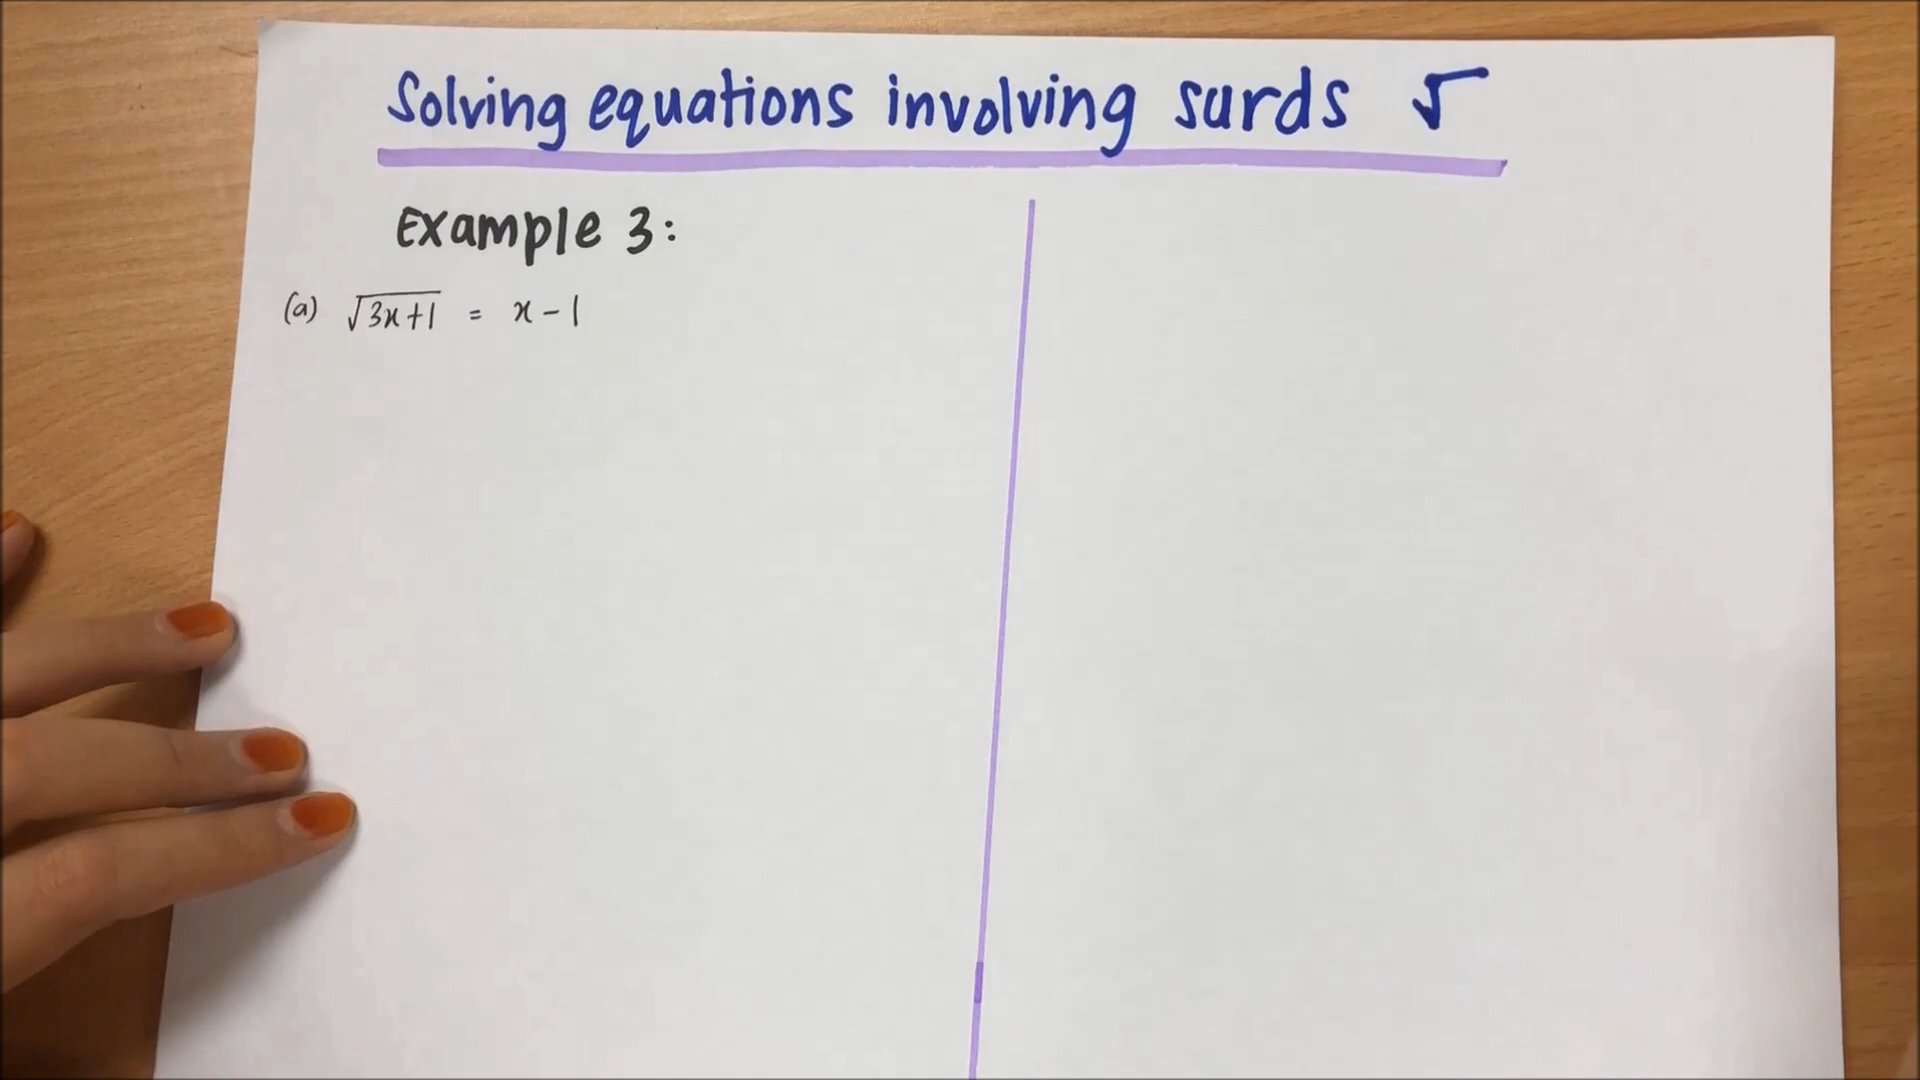 Solving equations involving surds √
Example 3:
(a) √3x+1 = x - 1